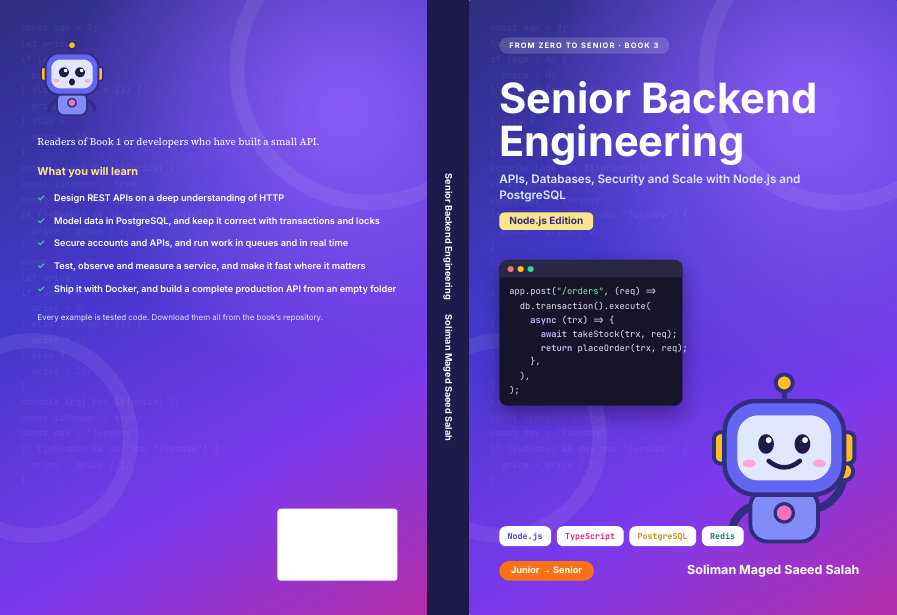 Readers of Book 1 or developers who have built a small API.
What you will learn
✓ Design REST APIs on a deep understanding of HTTP
✓ Model data in PostgreSQL, and keep it correct with transactions and locks
✓ Secure accounts and APIs, and run work in queues and in real time
✓ Test, observe and measure a service, and make it fast where it matters
✓ Ship it with Docker, and build a complete production API from an empty folder
Every example is tested code. Download them all from the book's repository.
Senior Backend Engineering Soliman Maged Saeed Salah
FROM ZERO TO SENIOR · BOOK 3
Senior Backend
Engineering
APIs, Databases, Security and Scale with Node.js and
PostgreSQL
Node.js Edition
app.post("/orders", (req) ⇒
db.transaction().execute(
async (trx) ⇒ {
await takeStock(trx, req);
return placeOrder(trx, req);
},
),
);
Node.js TypeScript PostgreSQL Redis
Junior → Senior
Soliman Maged Saeed Salah